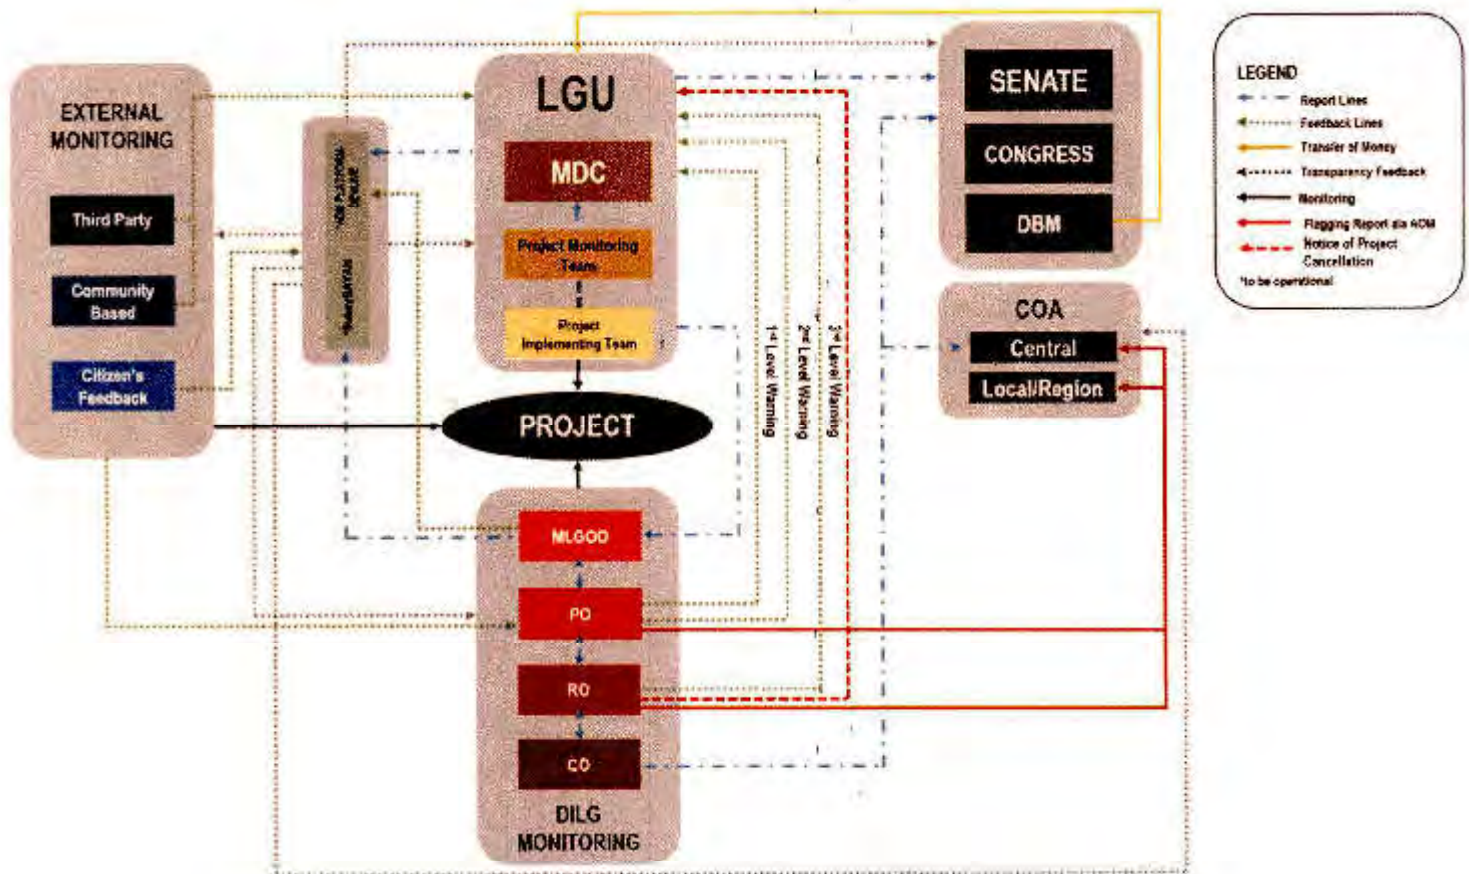 EXTERNAL
MONITORING
Third Party
Community
Based
Citizen's
Feedback
LGU
MDC
Project Monitoring
Team
Project
Implementing Team
PROJECT
MLGOO
PO
RO
CO
DILG
MONITORING
1st Level Warning
2nd Level Warning
3rd Level Warning
SENATE
CONGRESS
DBM
COA
Central
Local/Region
LEGEND
Report Lines
Feedback Lines
Transfer of Money
Transparency Feedback
Monitoring
Flagging Report via AOM
Notice of Project
Cancellation
*to be operational